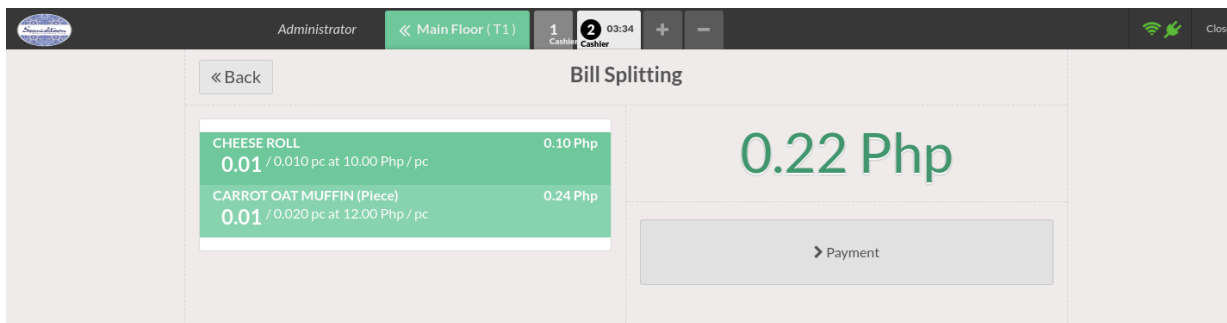 Administrator
Main Floor ( T1 )
1
Cashier
2 03:34
Cashier
Back
Bill Splitting
CHEESE ROLL 0.10 Php
0.01 / 0.010 pc at 10.00 Php / pc
CARROT OAT MUFFIN (Piece) 0.24 Php
0.01 / 0.020 pc at 12.00 Php / pc
0.22 Php
Payment